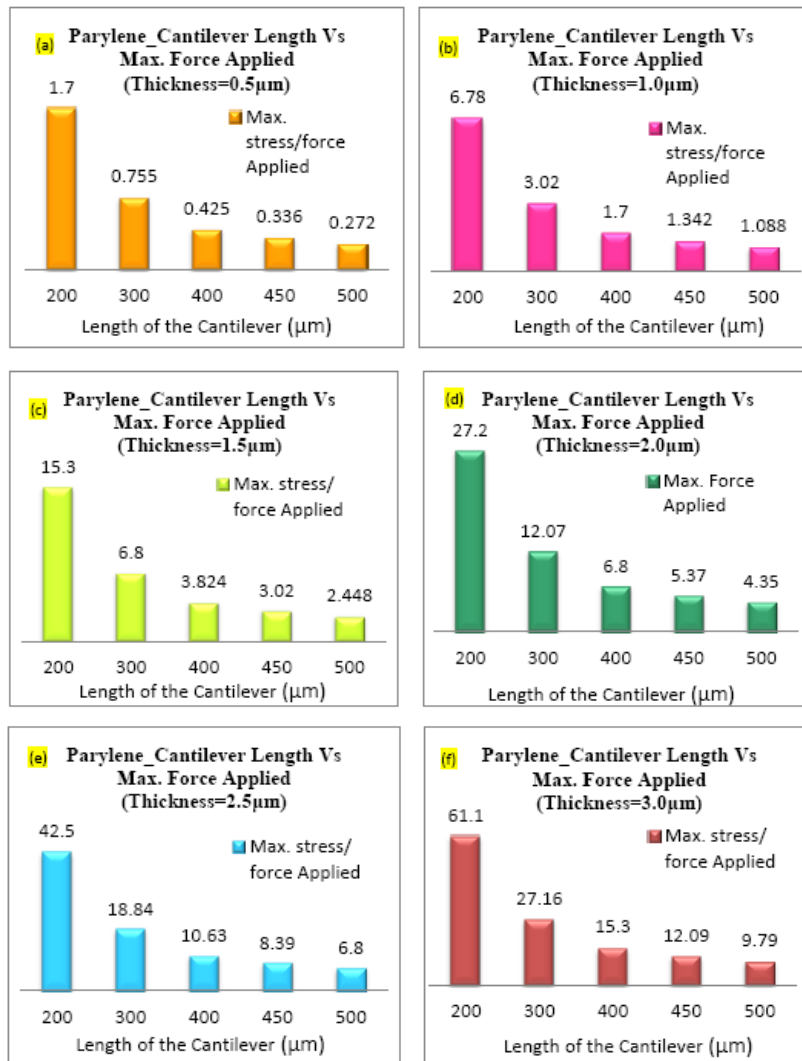 (a)
Parylene_Cantilever Length Vs
Max. Force Applied
(Thickness=0.5µm)
1.7
0.755
0.425
0.336
0.272
Max.
stress/force
Applied
200 300 400 450 500
Length of the Cantilever (µm)
(b)
Parylene_Cantilever Length Vs
Max. Force Applied
(Thickness=1.0µm)
6.78
3.02
1.7
1.342
1.088
Max.
stress/force
Applied
200 300 400 450 500
Length of the Cantilever (µm)
(c)
Parylene_Cantilever Length Vs
Max. Force Applied
(Thickness=1.5µm)
15.3
6.8
3.824
3.02
2.448
Max. stress/
force Applied
200 300 400 450 500
Length of the Cantilever (µm)
(d)
Parylene_Cantilever Length Vs
Max. Force Applied
(Thickness=2.0µm)
27.2
12.07
6.8
5.37
4.35
Max. Force
Applied
200 300 400 450 500
Length of the Cantilever (µm)
(e)
Parylene_Cantilever Length Vs
Max. Force Applied
(Thickness=2.5µm)
42.5
18.84
10.63
8.39
6.8
Max. stress/
force Applied
200 300 400 450 500
Length of the Cantilever (µm)
(f)
Parylene_Cantilever Length Vs
Max. Force Applied
(Thickness=3.0µm)
61.1
27.16
15.3
12.09
9.79
Max. stress/
force Applied
200 300 400 450 500
Length of the Cantilever (µm)